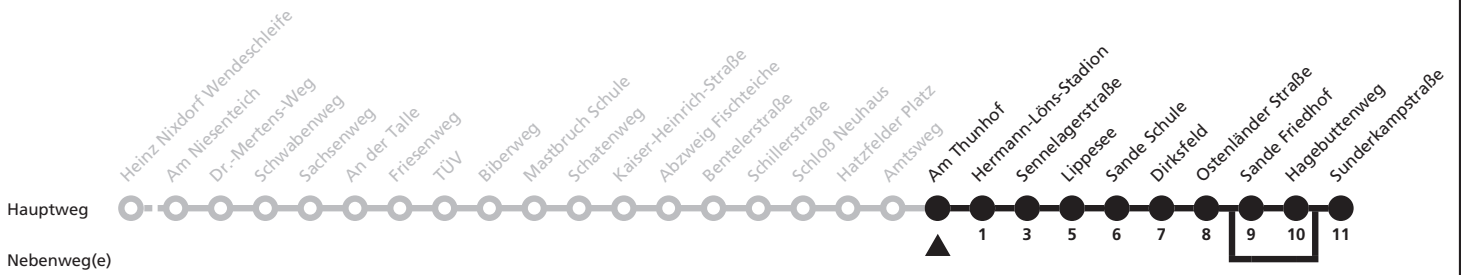 Heinz Nixdorf Wendeschleife
Am Niesenteich
Dr.-Mertens-Weg
Schwabenweg
Sachsenweg
An der Talle
Friesenweg
TÜV
Biberweg
Mastbruch Schule
Schatenweg
Kaiser-Heinrich-Straße
Abzweig Fischteiche
Bentelerstraße
Schillerstraße
Schloß Neuhaus
Hatzfelder Platz
Amtsweg
Am Thunhof
Hermann-Löns-Stadion
Sennelagerstraße
Lippesee
Sande Schule
Dirksfeld
Ostenländer Straße
Sande Friedhof
Hagebuttenweg
Sunderkampstraße
Hauptweg
1 3 5 6 7 8 9 10 11
Nebenweg(e)